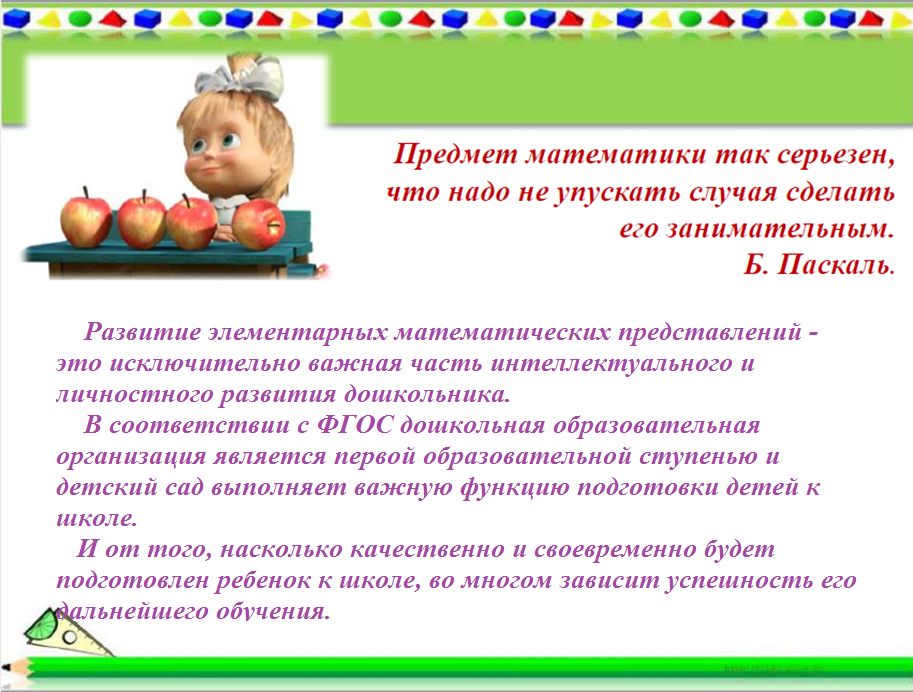 Предмет математики так серьезен,
что надо не упускать случая сделать
его занимательным.
Б. Паскаль.
Развитие элементарных математических представлений -
это исключительно важная часть интеллектуального и
личностного развития дошкольника.
В соответствии с ФГОС дошкольная образовательная
организация является первой образовательной ступенью и
детский сад выполняет важную функцию подготовки детей к
школе.
И от того, насколько качественно и своевременно будет
подготовлен ребенок к школе, во многом зависит успешность его
дальнейшего обучения.